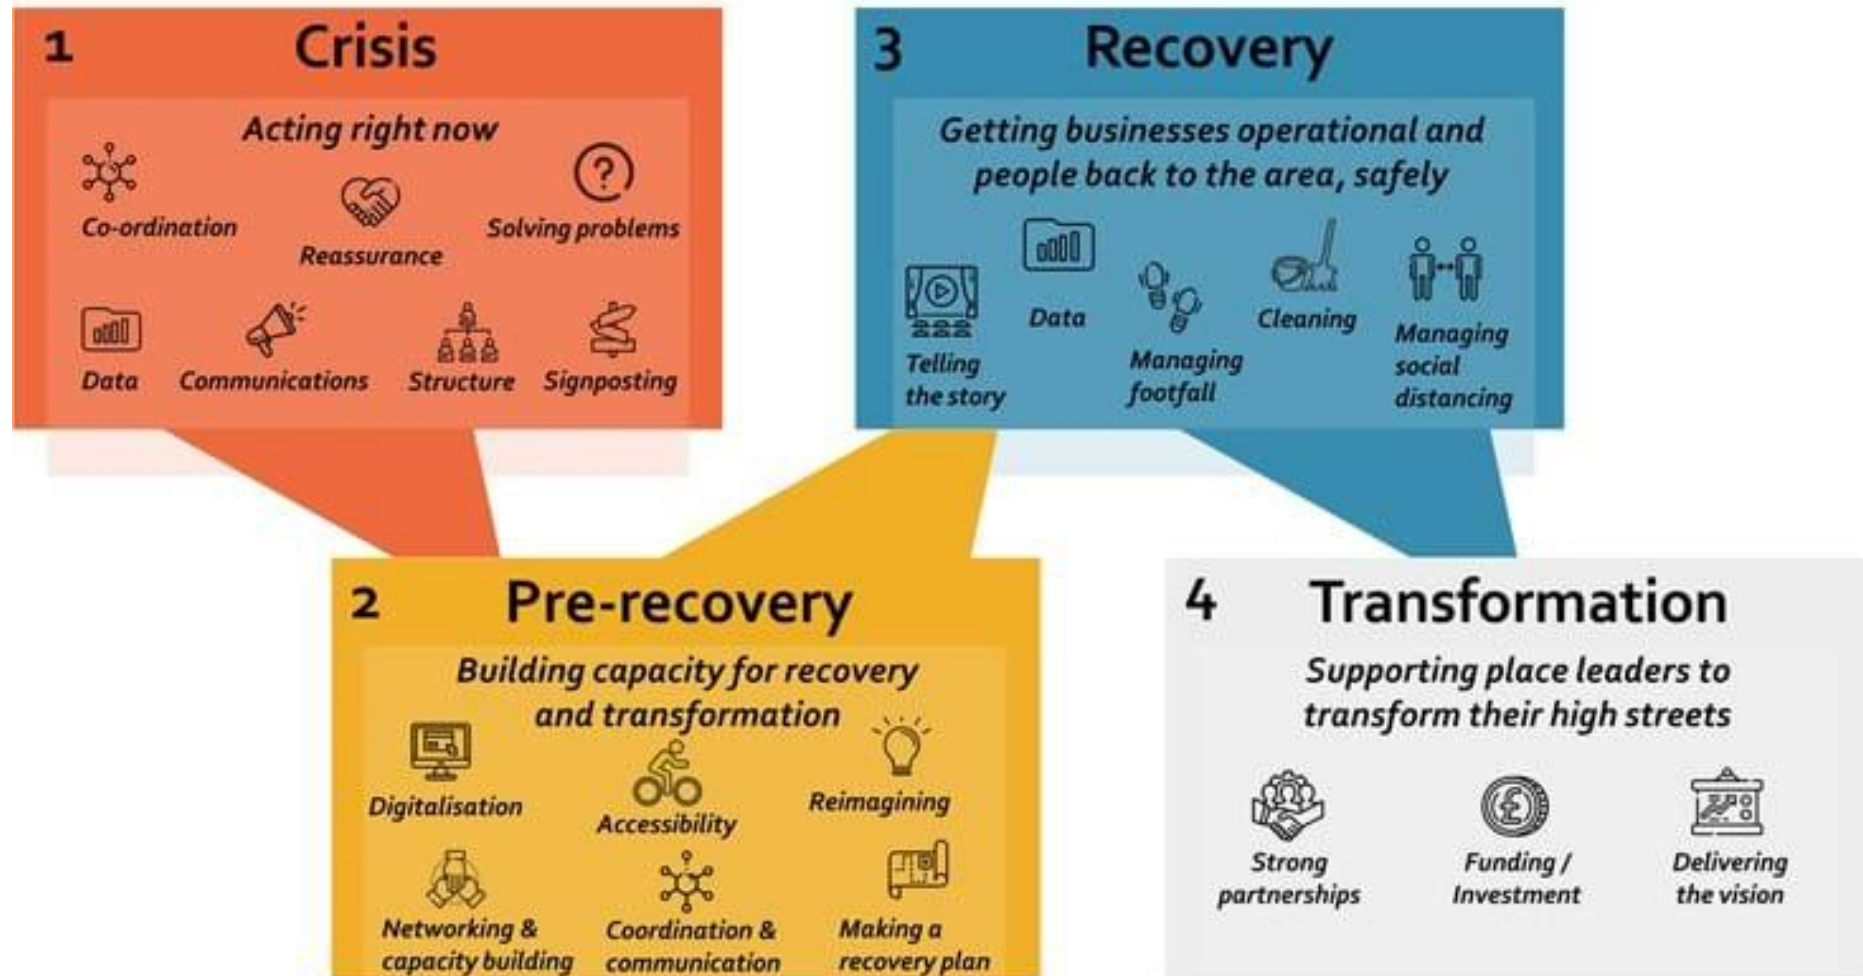 1 Crisis
Acting right now
Co-ordination
Reassurance
Solving problems
Data
Communications
Structure
Signposting
2 Pre-recovery
Building capacity for recovery
and transformation
Digitalisation
Accessibility
Reimagining
Networking &
capacity building
Coordination &
communication
Making a
recovery plan
3 Recovery
Getting businesses operational and
people back to the area, safely
Telling
the story
Data
Managing
footfall
Cleaning
Managing
social
distancing
4 Transformation
Supporting place leaders to
transform their high streets
Strong
partnerships
Funding /
Investment
Delivering
the vision